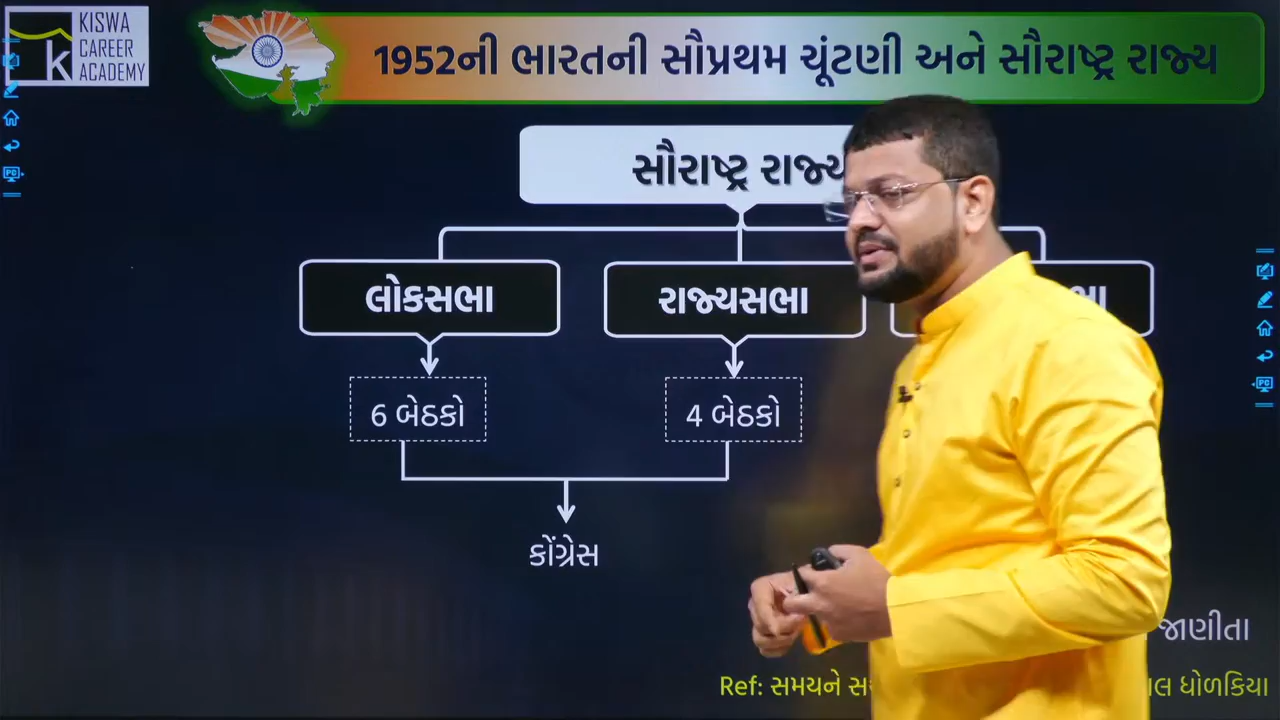 KISWA
CAREER
ACADEMY
1952ની ભારતની સૌપ્રથમ ચૂંટણી અને સૌરાષ્ટ્ર રાજ્ય
સૌરાષ્ટ્ર રાજ્ય
લોકસભા
રાજ્યસભા
6 બેઠકો
4 બેઠકો
કોંગ્રેસ
જાણીતા
Ref: સમયને
ધોળકિયા